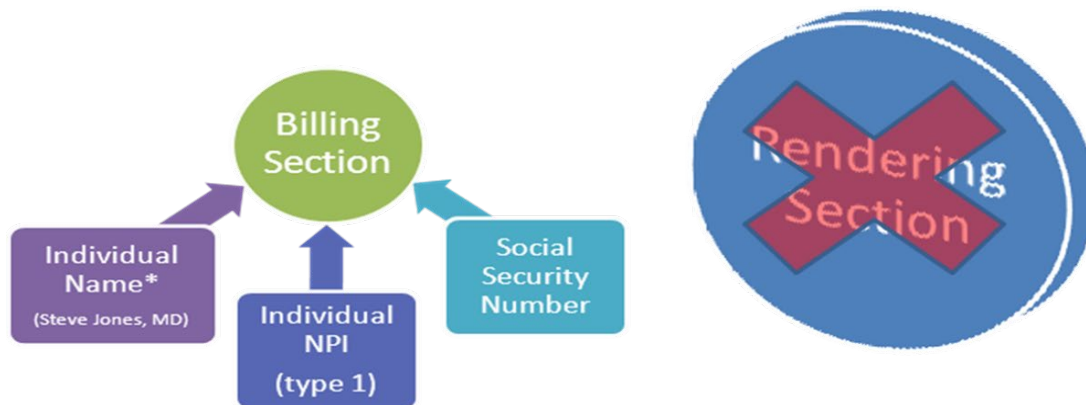 Billing
Section
Rendering
Section
Individual
Name*
(Steve Jones, MD)
Individual
NPI
(type 1)
Social
Security
Number